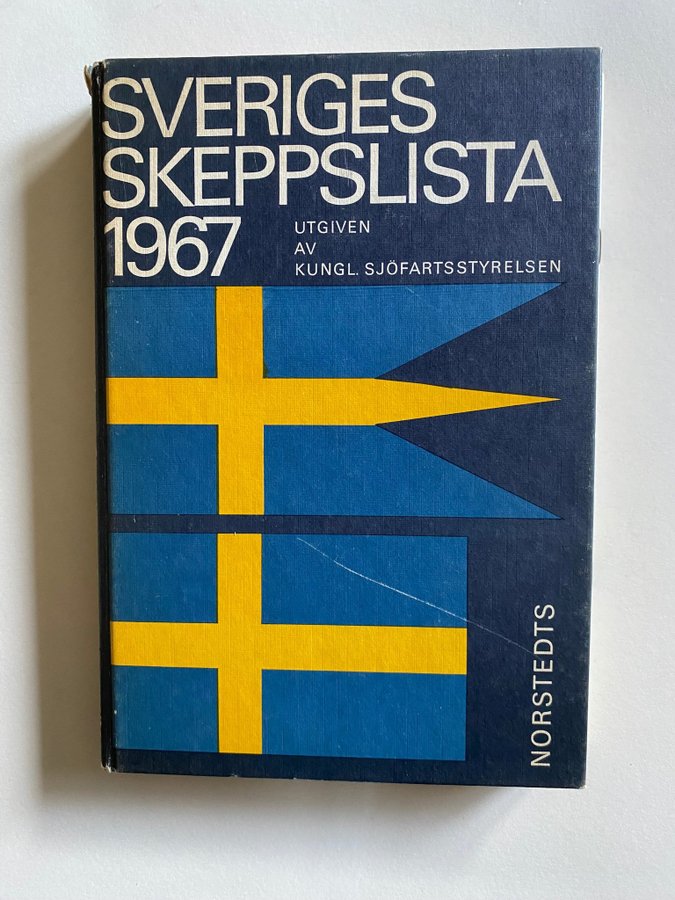 SVERIGES
SKEPPSLISTA
1967
UTGIVEN
AV
KUNGL. SJÖFARTSSTYRELSEN
NORSTEDTS